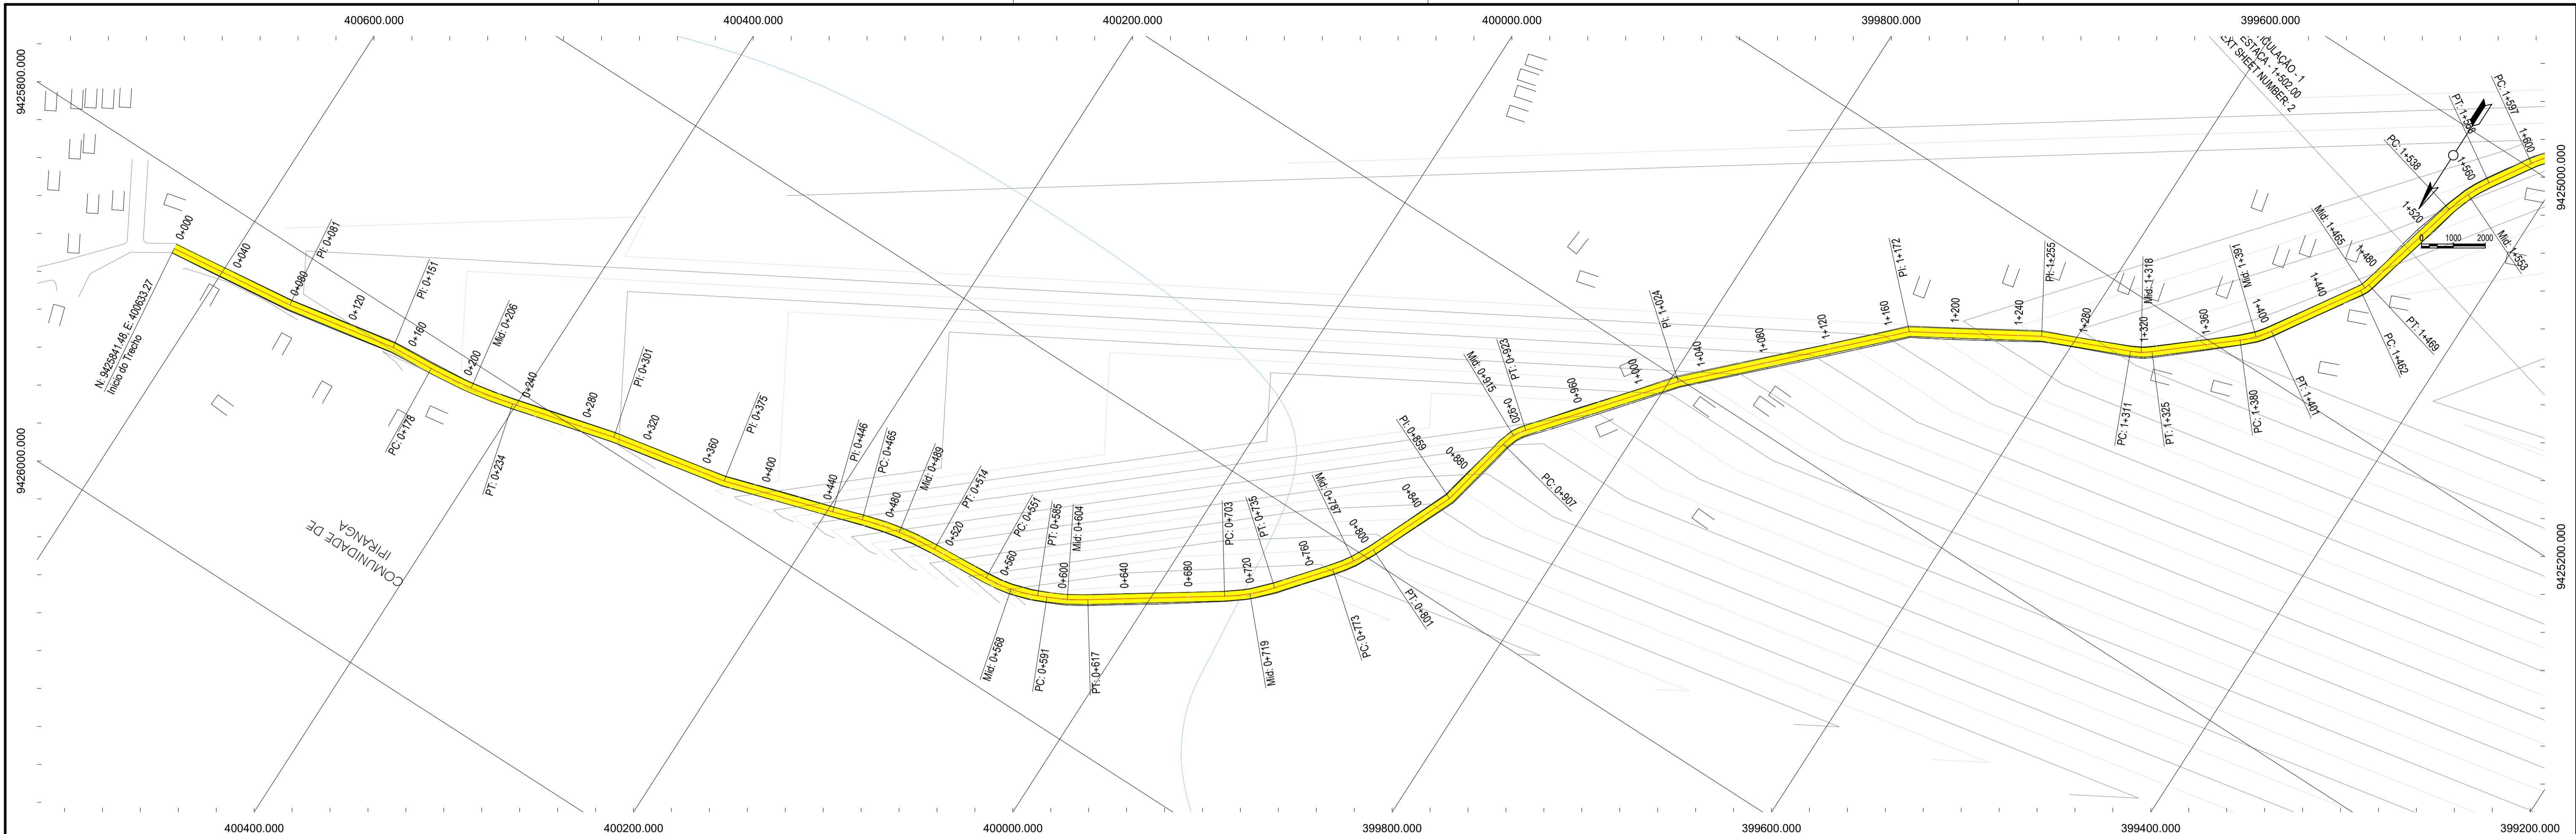 400600.000
400400.000
400200.000
400000.000
399800.000
399600.000
9425800.000
9426000.000
9425000.000
9425200.000
ICULAÇÃO - 1
ESTACA - 1+502.00
EXT SHEET NUMBER: 2
N: 9425841.48, E: 400633.27
Início do Trecho
0+000
0+040
0+080
PI: 0+081
0+120
PI: 0+151
0+160
PC: 0+178
0+200
Mid: 0+206
PT: 0+234
0+240
0+280
PI: 0+301
0+320
0+360
PI: 0+375
0+400
0+440
PI: 0+446
PC: 0+465
0+480
Mid: 0+489
PT: 0+514
0+520
PC: 0+551
0+560
Mid: 0+568
PT: 0+585
PC: 0+591
0+600
Mid: 0+604
PT: 0+617
0+640
0+680
PC: 0+703
Mid: 0+719
0+720
PT: 0+735
0+760
PC: 0+773
Mid: 0+787
0+800
PT: 0+801
0+840
PI: 0+859
0+880
PC: 0+907
Mid: 0+915
0+920
PT: 0+923
0+960
1+000
PI: 1+024
1+040
1+080
1+120
1+160
PI: 1+172
1+200
1+240
PI: 1+255
1+280
PC: 1+311
Mid: 1+318
1+320
PT: 1+325
1+360
PC: 1+380
Mid: 1+391
1+400
PT: 1+401
1+440
PC: 1+462
Mid: 1+465
PT: 1+469
1+480
1+520
PC: 1+538
Mid: 1+553
1+560
PT: 1+568
PC: 1+597
1+600
0 1000 2000
COMUNIDADE DE
IPIRANGA
400400.000
400200.000
400000.000
399800.000
399600.000
399400.000
399200.000